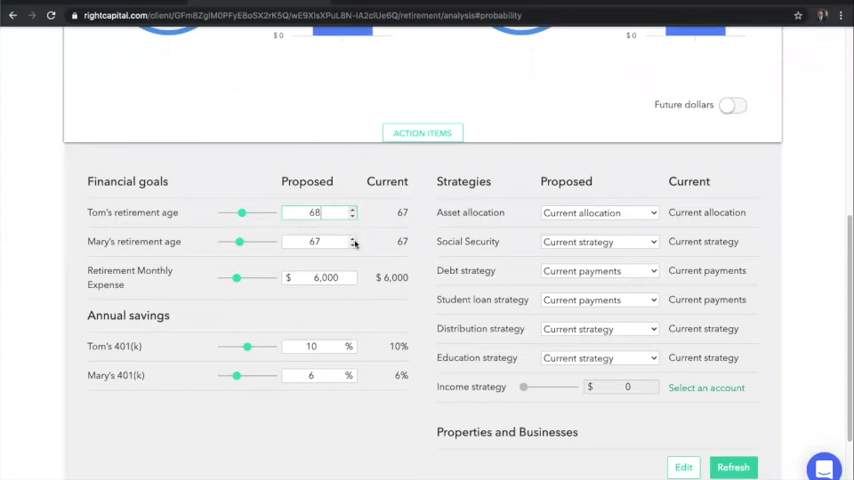 rightcapital.com/client/GFm8ZglM0PFyEBoSX2rK5Q/wE9XlsXPuL8N-IA2clUe6Q/retirement/analysis#probability
$ 0
$ 0
Future dollars
ACTION ITEMS
Financial goals Proposed Current
Tom's retirement age 68 67
Mary's retirement age 67 67
Retirement Monthly
Expense $ 6,000 $ 6,000
Annual savings
Tom's 401(k) 10 % 10%
Mary's 401(k) 6 % 6%
Strategies Proposed Current
Asset allocation Current allocation Current allocation
Social Security Current strategy Current strategy
Debt strategy Current payments Current payments
Student loan strategy Current payments Current payments
Distribution strategy Current strategy Current strategy
Education strategy Current strategy Current strategy
Income strategy $ 0 Select an account
Properties and Businesses
Edit Refresh